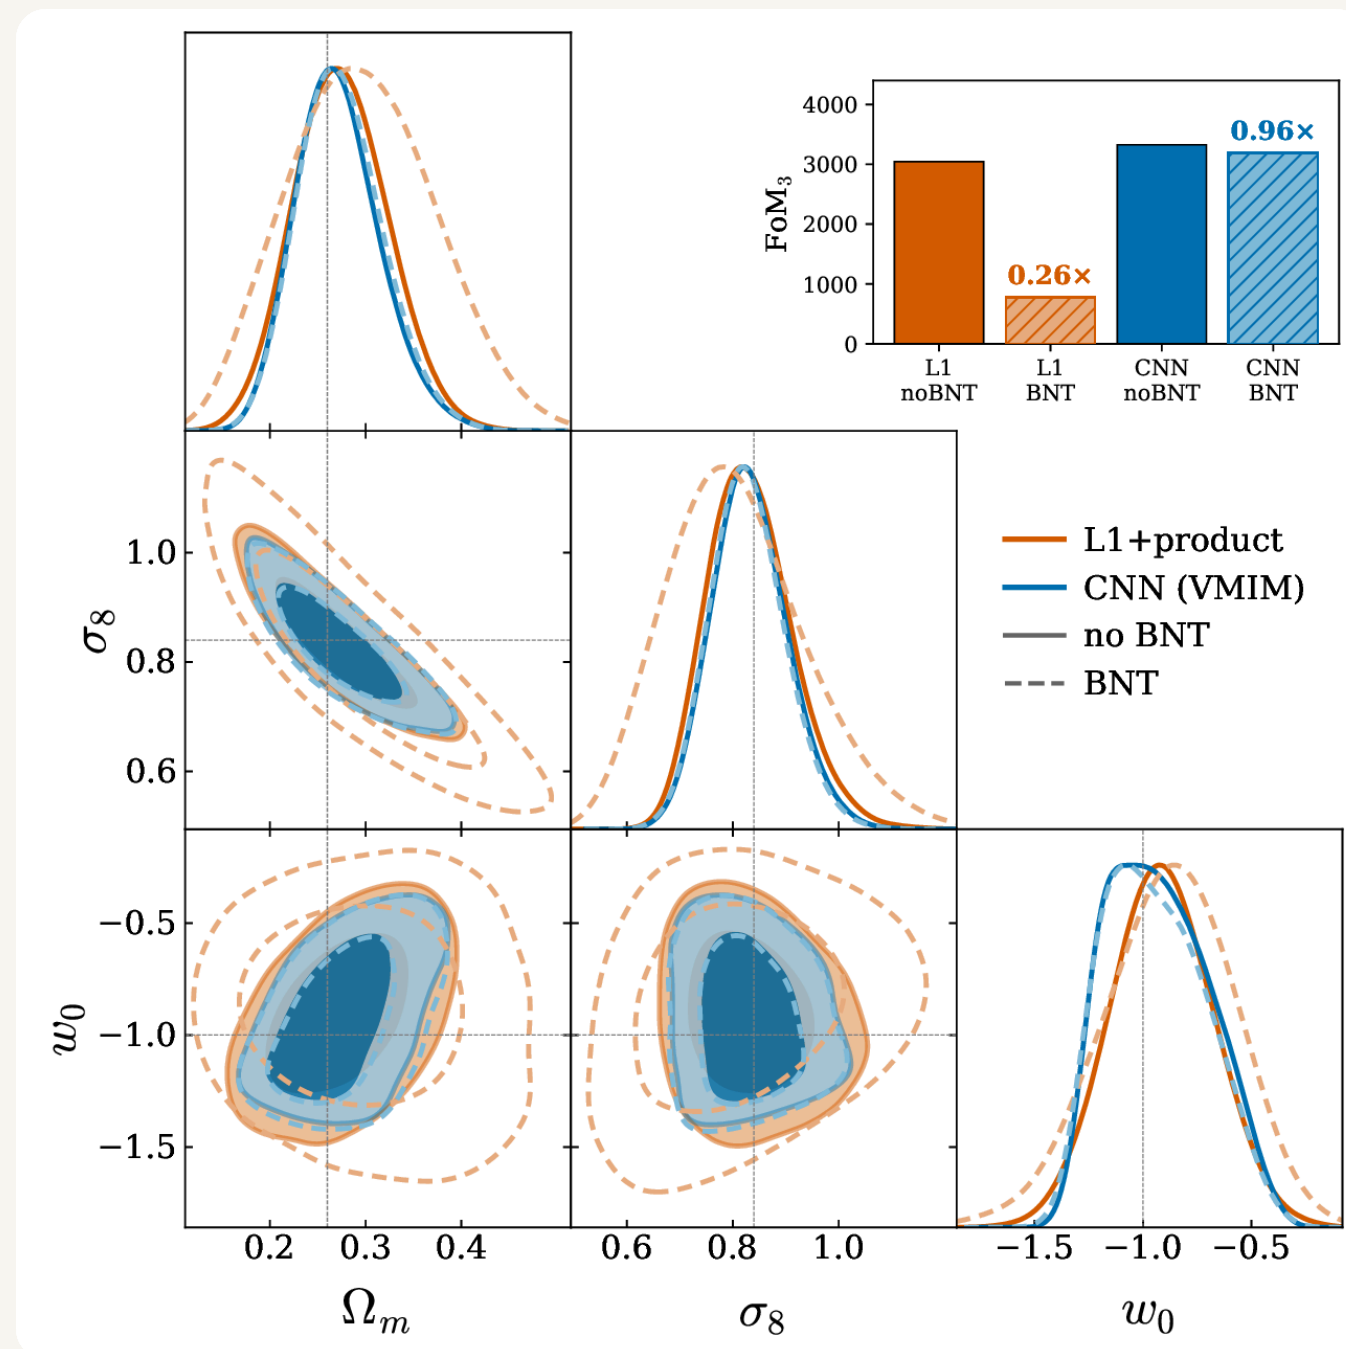 4000
3000
2000
1000
0
FoM₃
0.26×
0.96×
L1
noBNT
L1
BNT
CNN
noBNT
CNN
BNT
L1+product
CNN (VMIM)
no BNT
BNT
σ₈
1.0
0.8
0.6
w₀
−0.5
−1.0
−1.5
0.2 0.3 0.4
0.6 0.8 1.0
−1.5 −1.0 −0.5
Ωₘ
σ₈
w₀